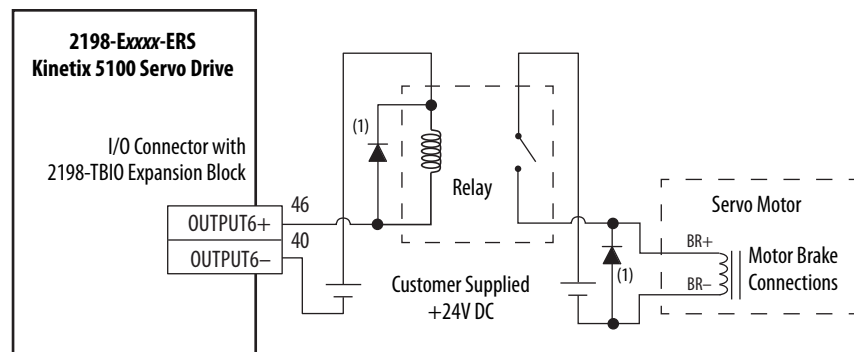 2198-Exxxx-ERS
Kinetix 5100 Servo Drive
I/O Connector with
2198-TBIO Expansion Block
OUTPUT6+
46
OUTPUT6–
40
(1)
Relay
Customer Supplied
+24V DC
Servo Motor
BR+
(1)
BR–
Motor Brake
Connections